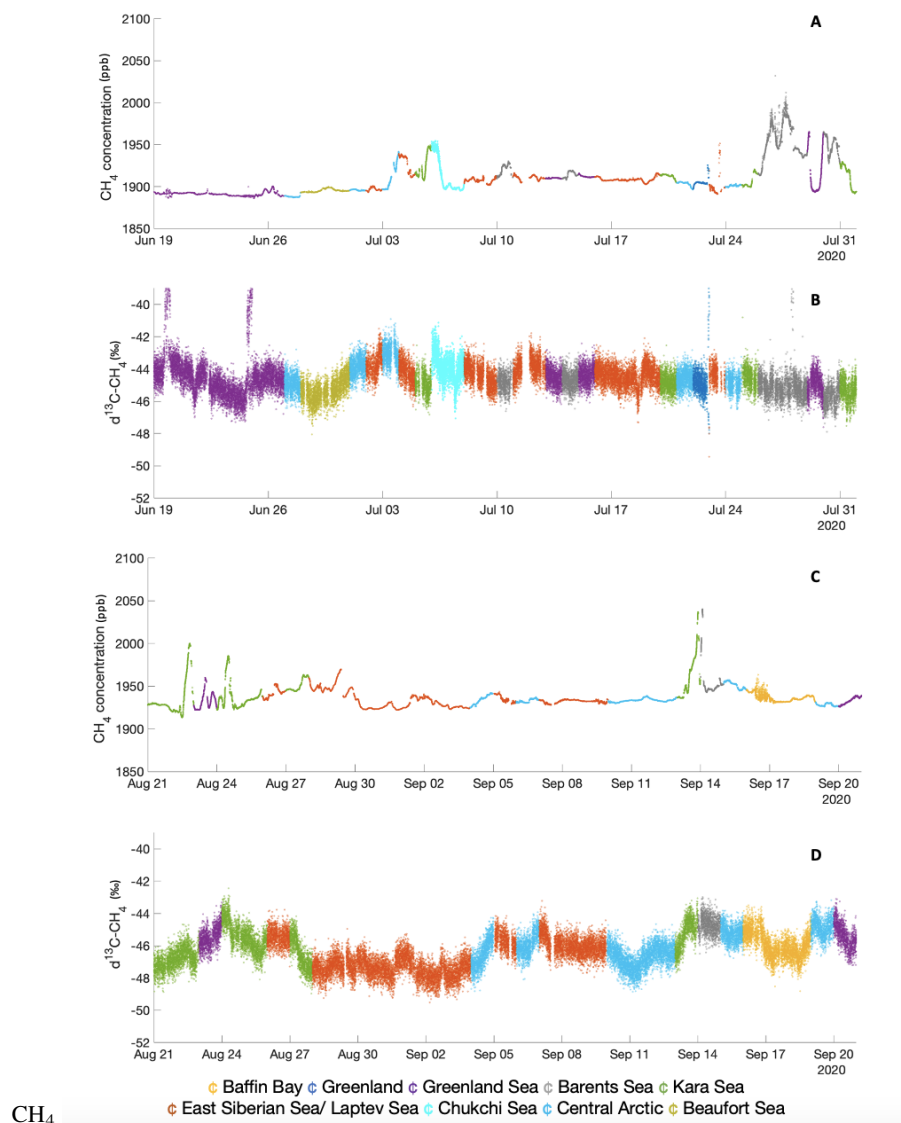 A
CH₄ concentration (ppb)
2100
2050
2000
1950
1900
1850
Jun 19 Jun 26 Jul 03 Jul 10 Jul 17 Jul 24 Jul 31
2020
B
d¹³C-CH₄ (‰)
-40
-42
-44
-46
-48
-50
-52
Jun 19 Jun 26 Jul 03 Jul 10 Jul 17 Jul 24 Jul 31
2020
C
CH₄ concentration (ppb)
2100
2050
2000
1950
1900
1850
Aug 21 Aug 24 Aug 27 Aug 30 Sep 02 Sep 05 Sep 08 Sep 11 Sep 14 Sep 17 Sep 20
2020
D
d¹³C-CH₄ (‰)
-40
-42
-44
-46
-48
-50
-52
Aug 21 Aug 24 Aug 27 Aug 30 Sep 02 Sep 05 Sep 08 Sep 11 Sep 14 Sep 17 Sep 20
2020
¢ Baffin Bay ¢ Greenland ¢ Greenland Sea ¢ Barents Sea ¢ Kara Sea
¢ East Siberian Sea/ Laptev Sea ¢ Chukchi Sea ¢ Central Arctic ¢ Beaufort Sea
CH₄